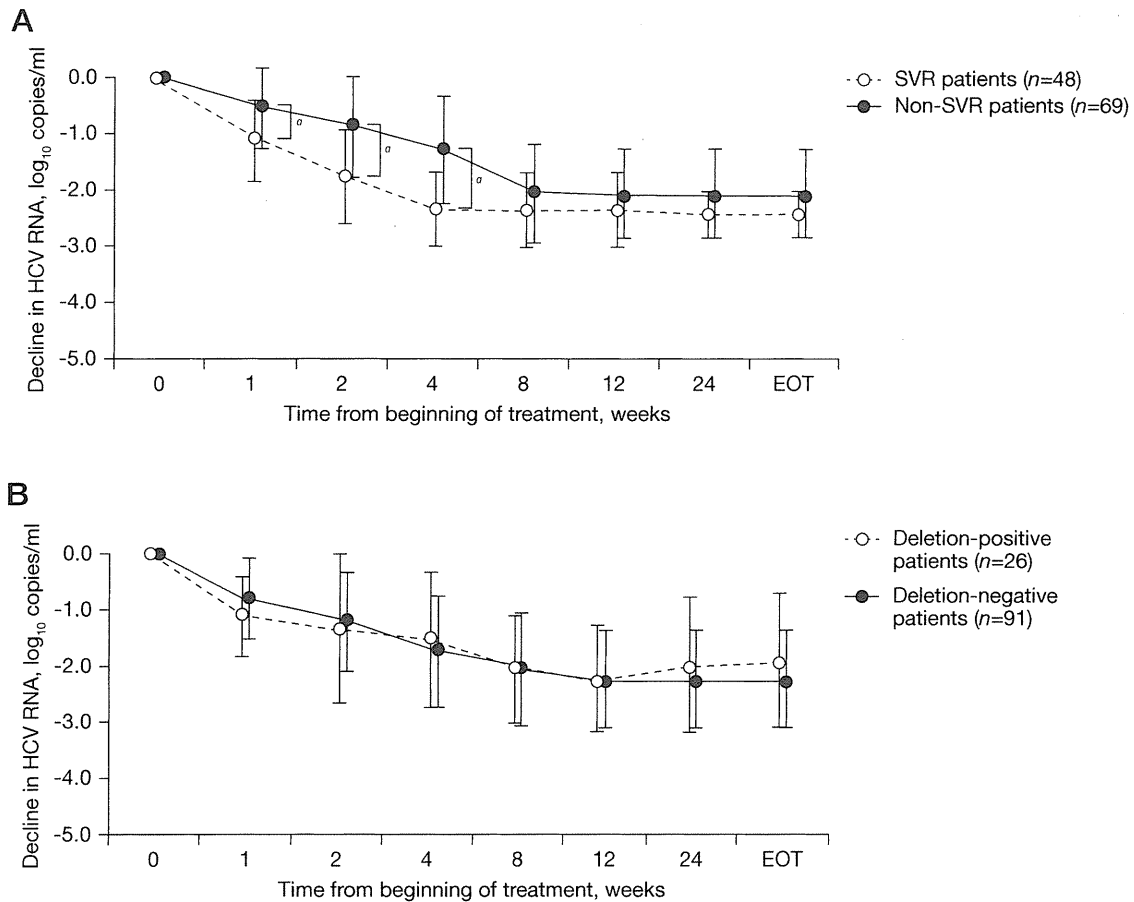 A
Decline in HCV RNA, log10 copies/ml
0.0
-1.0
-2.0
-3.0
-4.0
-5.0
a
a
a
0 1 2 4 8 12 24 EOT
Time from beginning of treatment, weeks
SVR patients (n=48)
Non-SVR patients (n=69)
B
Decline in HCV RNA, log10 copies/ml
0.0
-1.0
-2.0
-3.0
-4.0
-5.0
0 1 2 4 8 12 24 EOT
Time from beginning of treatment, weeks
Deletion-positive
patients (n=26)
Deletion-negative
patients (n=91)